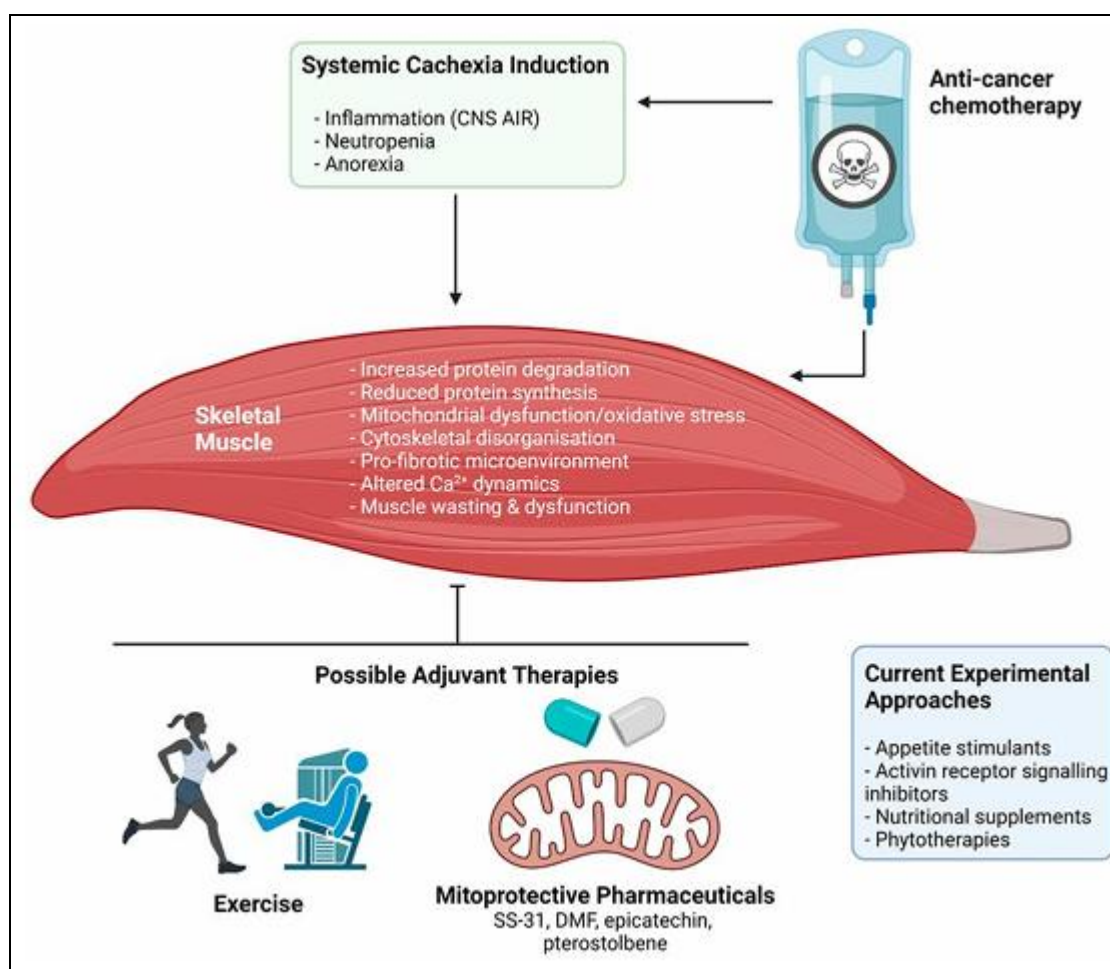 Systemic Cachexia Induction
- Inflammation (CNS AIR)
- Neutropenia
- Anorexia
Anti-cancer
chemotherapy
Skeletal
Muscle
- Increased protein degradation
- Reduced protein synthesis
- Mitochondrial dysfunction/oxidative stress
- Cytoskeletal disorganisation
- Pro-fibrotic microenvironment
- Altered Ca²⁺ dynamics
- Muscle wasting & dysfunction
Possible Adjuvant Therapies
Exercise
Mitoprotective Pharmaceuticals
SS-31, DMF, epicatechin,
pterostolbene
Current Experimental
Approaches
- Appetite stimulants
- Activin receptor signalling
inhibitors
- Nutritional supplements
- Phytotherapies